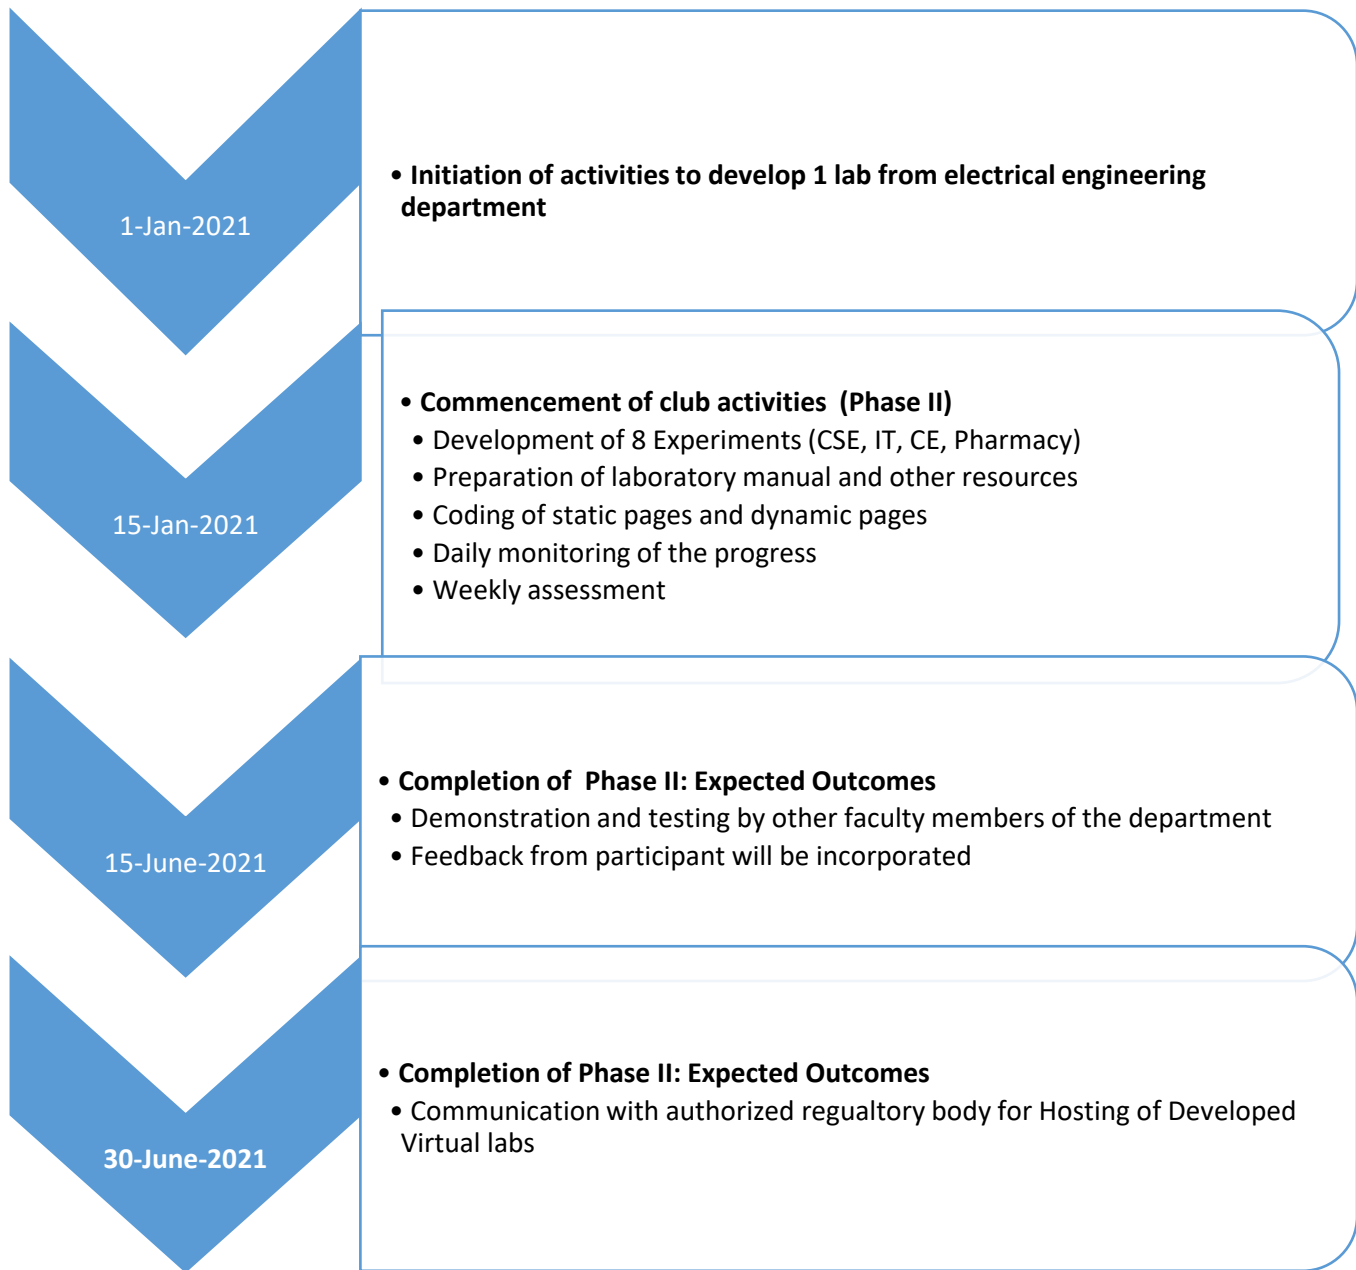 1-Jan-2021
• Initiation of activities to develop 1 lab from electrical engineering
department
15-Jan-2021
• Commencement of club activities (Phase II)
• Development of 8 Experiments (CSE, IT, CE, Pharmacy)
• Preparation of laboratory manual and other resources
• Coding of static pages and dynamic pages
• Daily monitoring of the progress
• Weekly assessment
15-June-2021
• Completion of Phase II: Expected Outcomes
• Demonstration and testing by other faculty members of the department
• Feedback from participant will be incorporated
30-June-2021
• Completion of Phase II: Expected Outcomes
• Communication with authorized regualtory body for Hosting of Developed
Virtual labs